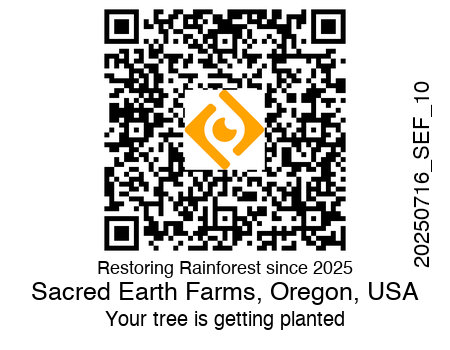 Restoring Rainforest since 2025
Sacred Earth Farms, Oregon, USA
Your tree is getting planted
20250716_SEF_10